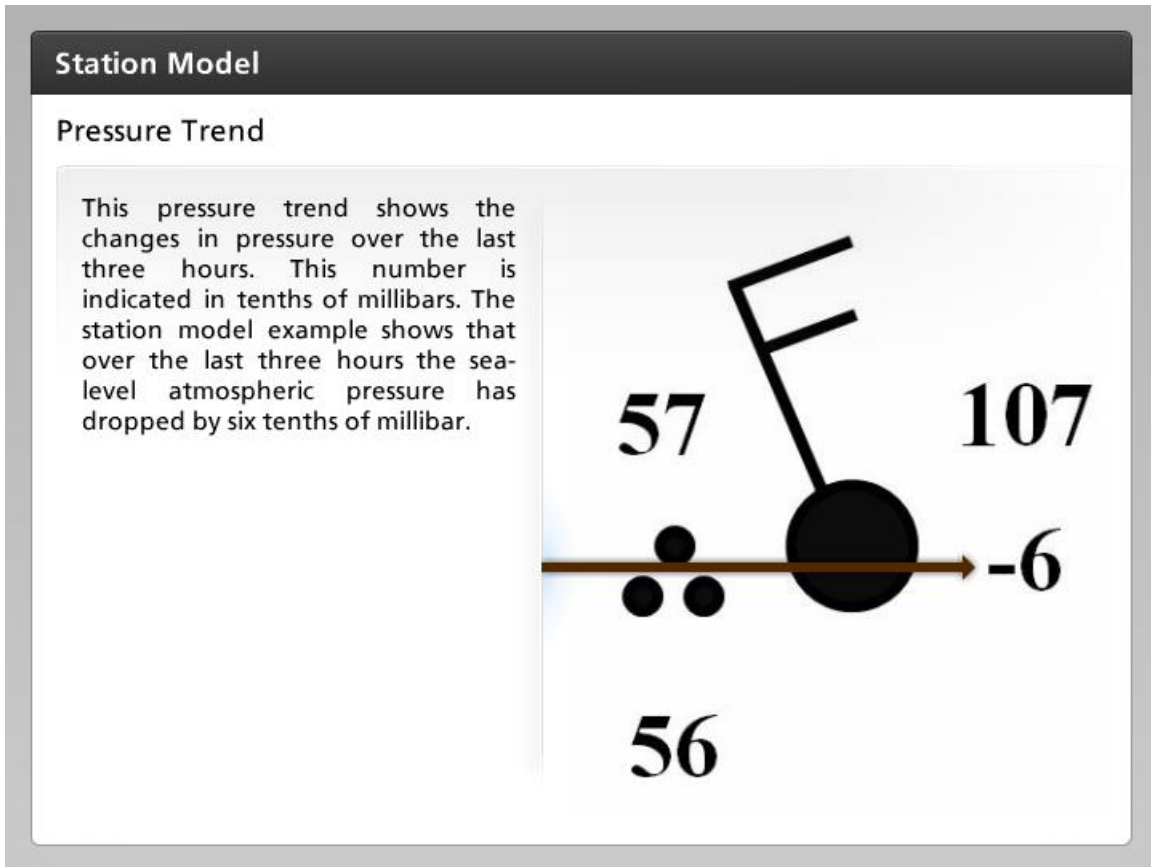 Station Model
Pressure Trend
This pressure trend shows the
changes in pressure over the last
three hours. This number is
indicated in tenths of millibars. The
station model example shows that
over the last three hours the sea-
level atmospheric pressure has
dropped by six tenths of millibar.
57
107
-6
56